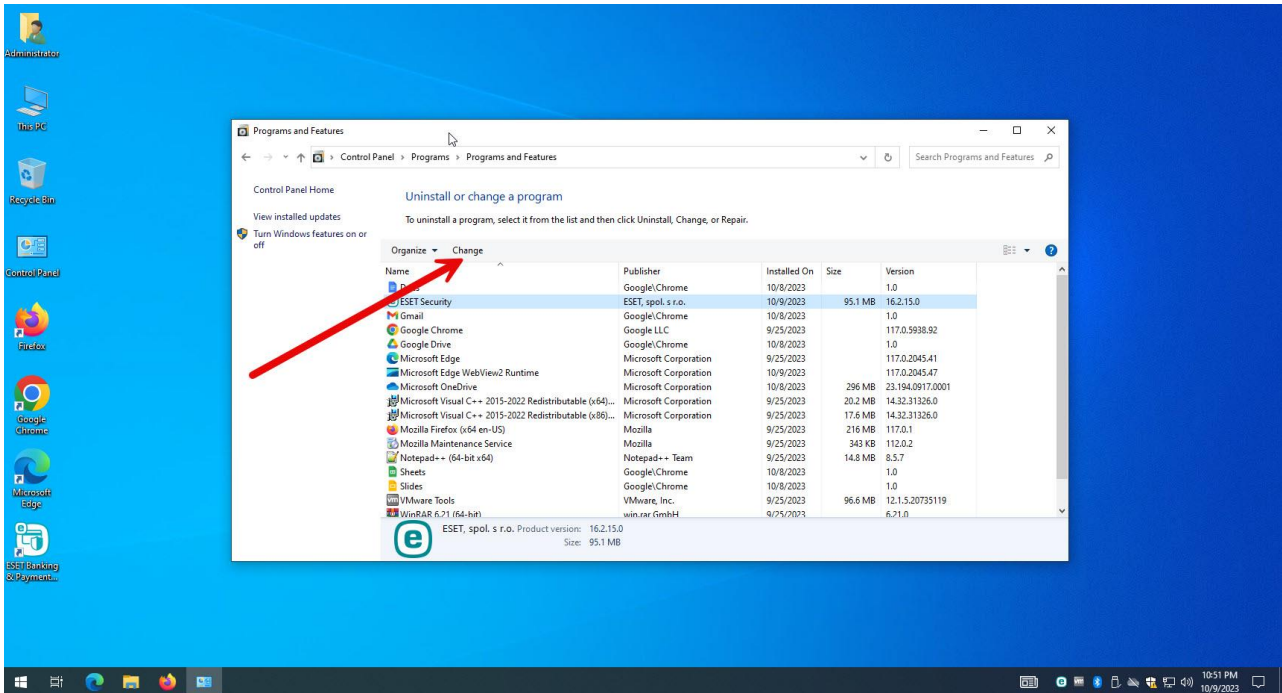 Administrator
This PC
Recycle Bin
Control Panel
Firefox
Google
Chrome
Microsoft
Edge
ESET Banking
& Payment...
Programs and Features
Control Panel > Programs > Programs and Features
Search Programs and Features
Control Panel Home
View installed updates
Turn Windows features on or
off
Uninstall or change a program
To uninstall a program, select it from the list and then click Uninstall, Change, or Repair.
Organize Change
Name Publisher Installed On Size Version
Google\Chrome 10/8/2023 1.0
ESET Security ESET, spol. s r.o. 10/9/2023 95.1 MB 16.2.15.0
Gmail Google\Chrome 10/8/2023 1.0
Google Chrome Google LLC 9/25/2023 117.0.5938.92
Google Drive Google\Chrome 10/8/2023 1.0
Microsoft Edge Microsoft Corporation 9/25/2023 117.0.2045.41
Microsoft Edge WebView2 Runtime Microsoft Corporation 10/9/2023 117.0.2045.47
Microsoft OneDrive Microsoft Corporation 10/8/2023 296 MB 23.194.0917.0001
Microsoft Visual C++ 2015-2022 Redistributable (x64)... Microsoft Corporation 9/25/2023 20.2 MB 14.32.31326.0
Microsoft Visual C++ 2015-2022 Redistributable (x86)... Microsoft Corporation 9/25/2023 17.6 MB 14.32.31326.0
Mozilla Firefox (x64 en-US) Mozilla 9/25/2023 216 MB 117.0.1
Mozilla Maintenance Service Mozilla 9/25/2023 343 KB 112.0.2
Notepad++ (64-bit x64) Notepad++ Team 9/25/2023 14.8 MB 8.5.7
Sheets Google\Chrome 10/8/2023 1.0
Slides Google\Chrome 10/8/2023 1.0
VMware Tools VMware, Inc. 9/25/2023 96.6 MB 12.1.5.20735119
WinRAR 6.21 (64-bit) win.rar GmbH 9/25/2023 6.21.0
ESET, spol. s r.o. Product version: 16.2.15.0
Size: 95.1 MB
10:51 PM
10/9/2023